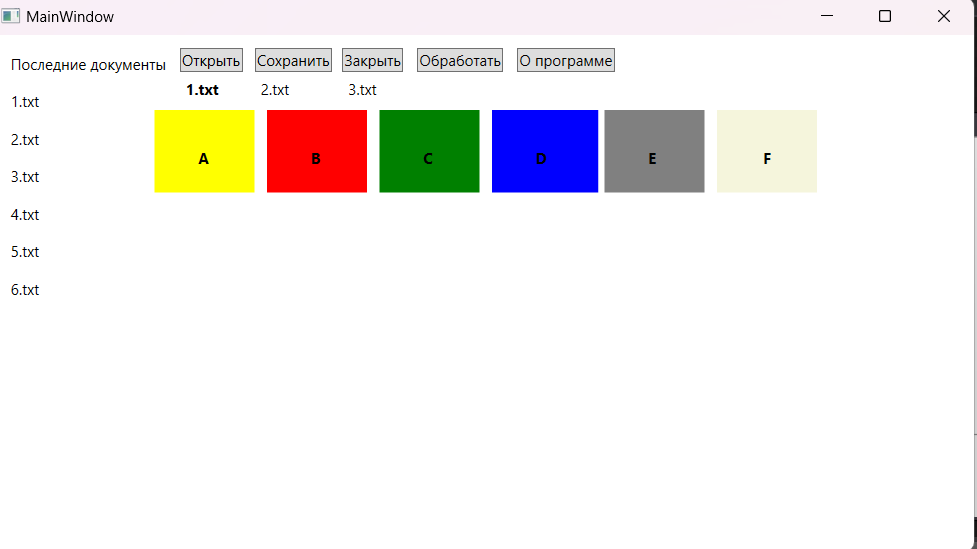 MainWindow
Последние документы Открыть Сохранить Закрыть Обработать О программе
1.txt 2.txt 3.txt
1.txt
A B C D E F
2.txt
3.txt
4.txt
5.txt
6.txt